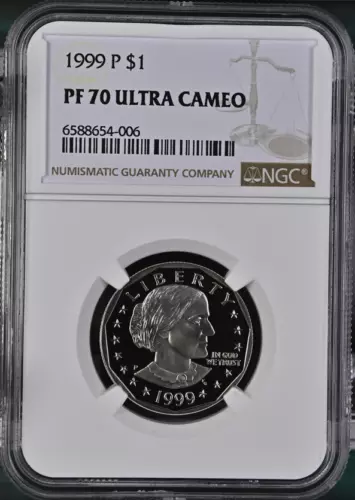 1999 P $1
PF 70 ULTRA CAMEO
6588654-006
NUMISMATIC GUARANTY COMPANY
NGC®
LIBERTY
IN GOD
WE TRUST
P
1999